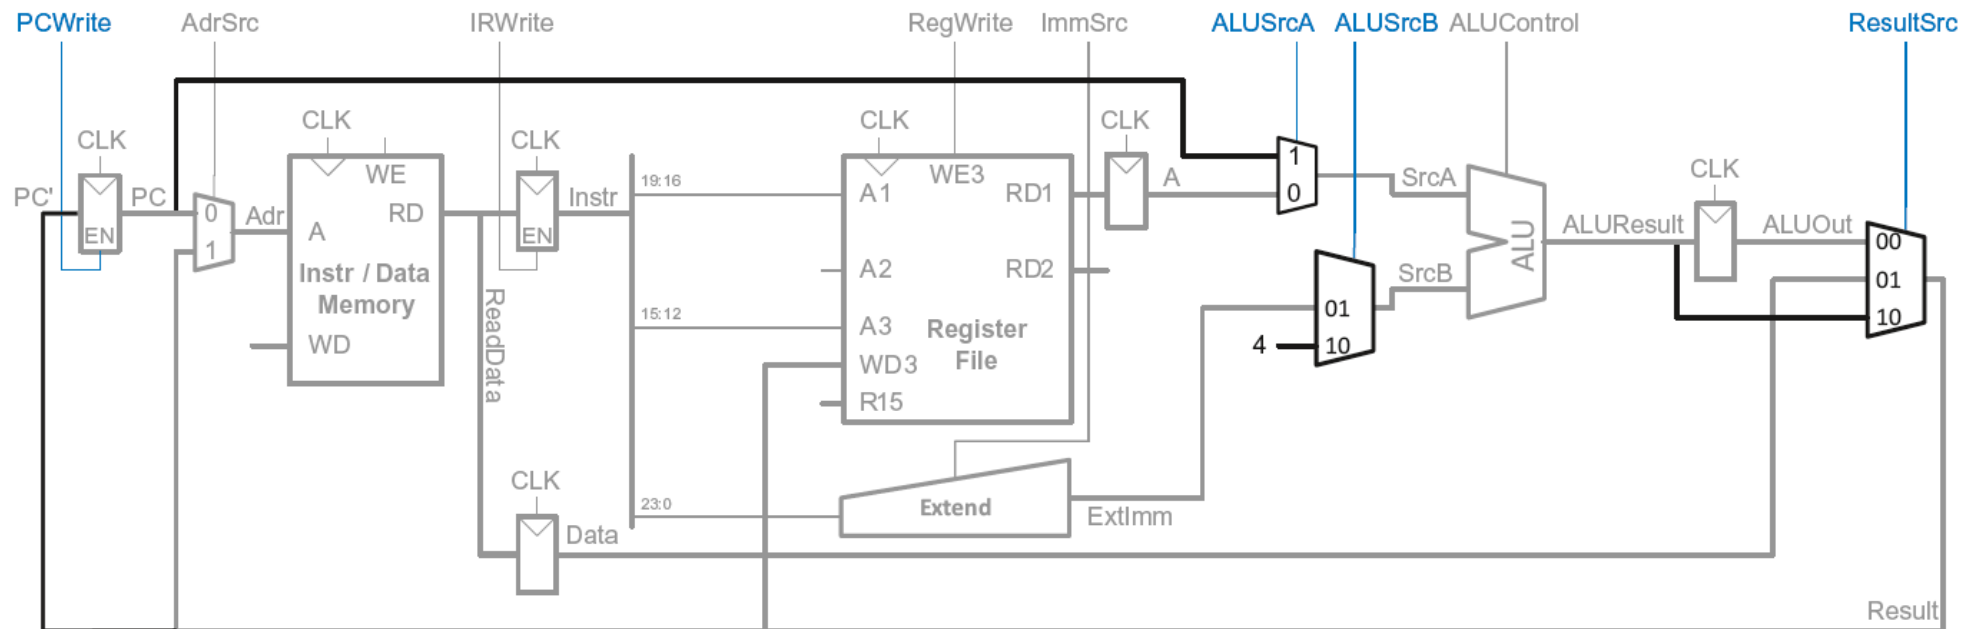 PCWrite AdrSrc IRWrite RegWrite ImmSrc ALUSrcA ALUSrcB ALUControl ResultSrc
CLK CLK CLK CLK CLK CLK
PC' EN PC 0 1 Adr
WE A RD Instr / Data Memory WD
EN Instr ReadData
19:16
15:12
23:0
A1 WE3 RD1
A2 RD2
A3 Register
WD3 File
R15
A 1 0 SrcA
4 01 10 SrcB
ALU ALUResult CLK ALUOut
00
01
10
CLK
Data
Extend
ExtImm
Result